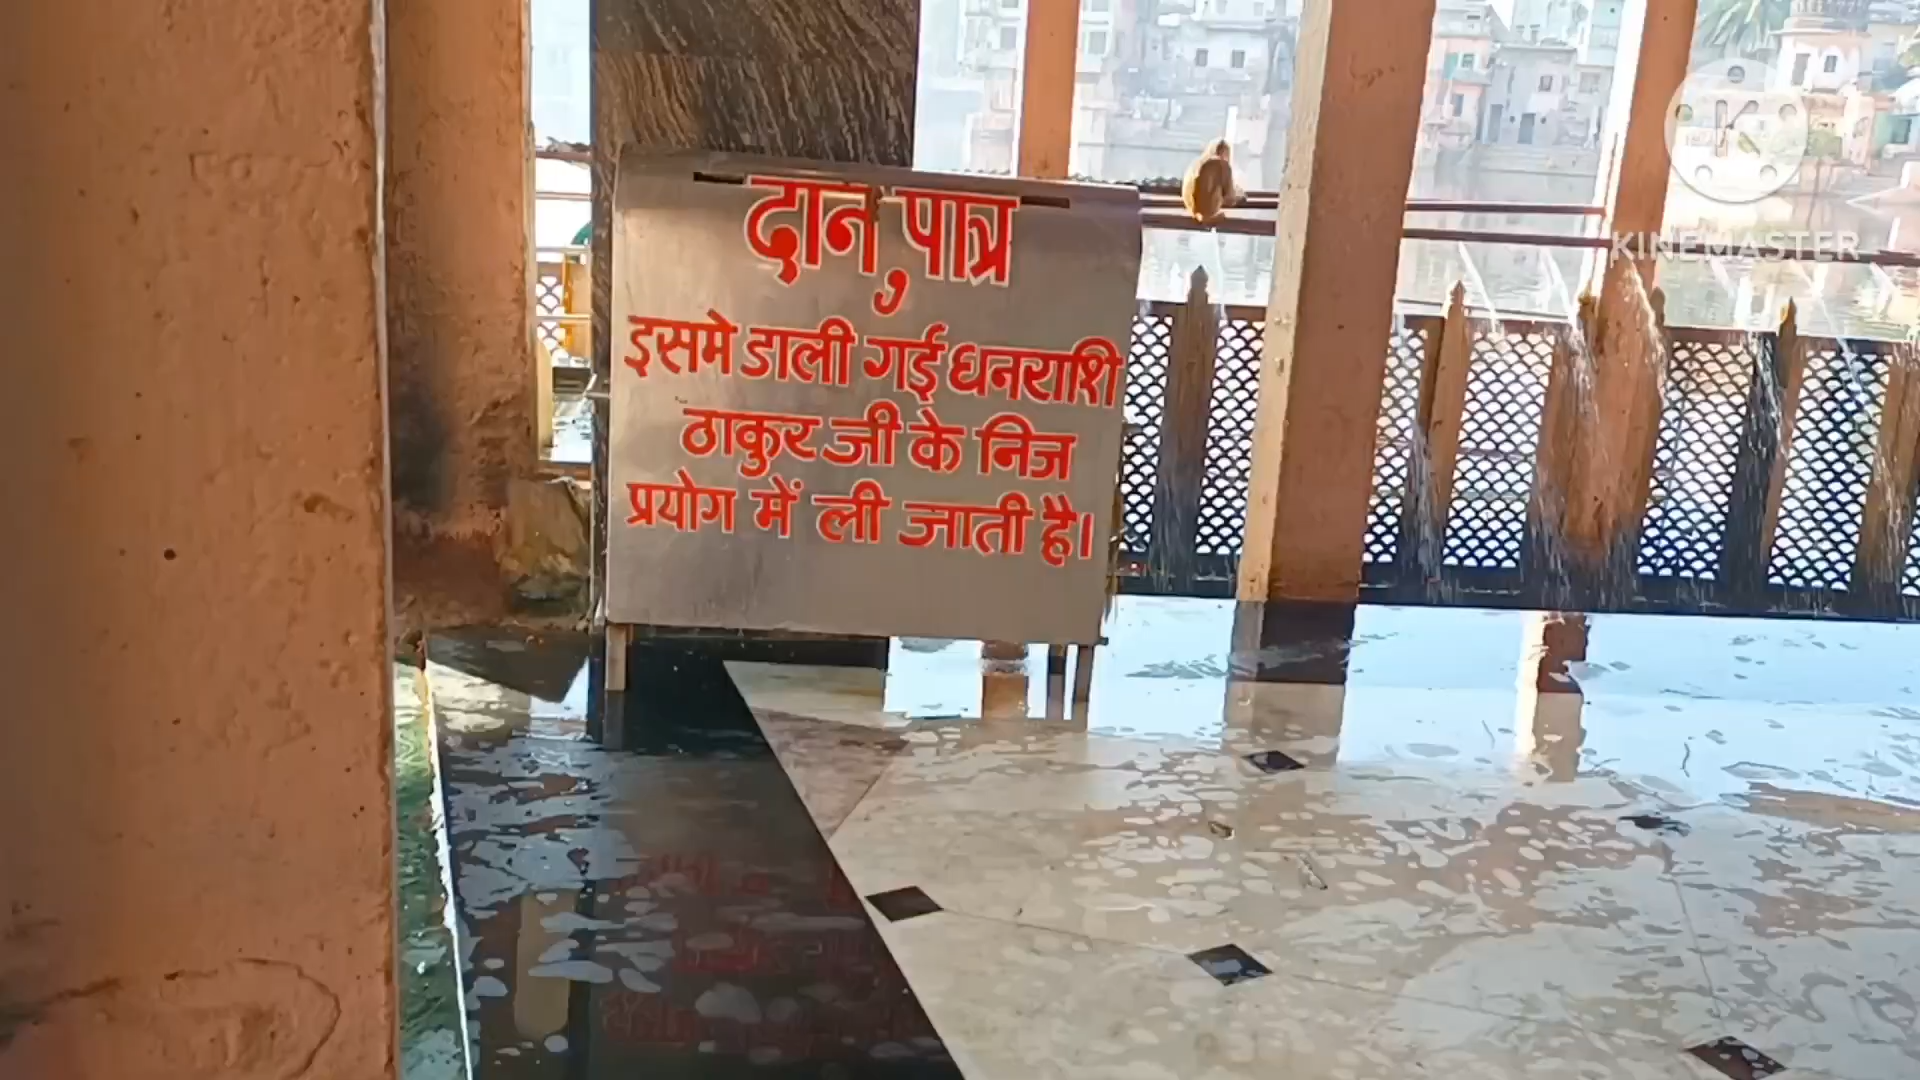 दान, पात्र
इसमे डाली गई धनराशि
ठाकुर जी के निज
प्रयोग में ली जाती है।
KINEMASTER